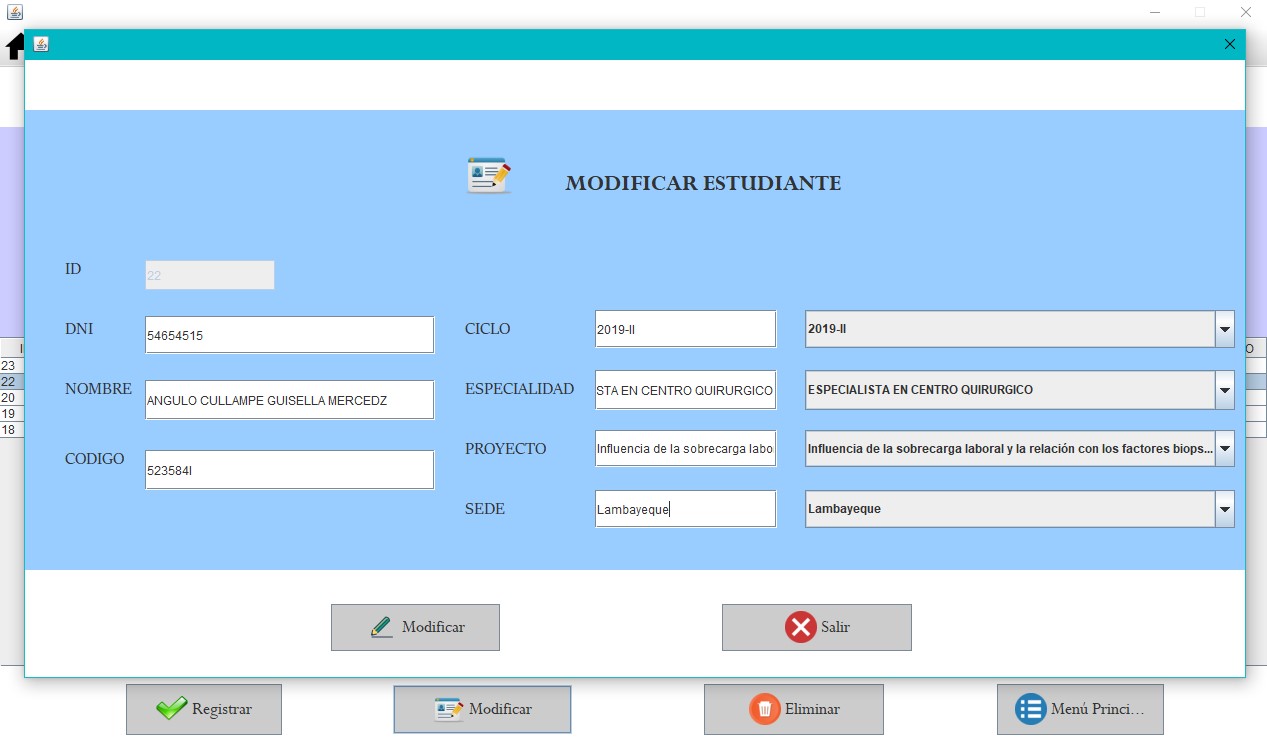 MODIFICAR ESTUDIANTE
ID
22
DNI
54654515
CICLO
2019-II
2019-II
NOMBRE
ANGULO CULLAMPE GUISELLA MERCEDZ
ESPECIALIDAD
STA EN CENTRO QUIRURGICO
ESPECIALISTA EN CENTRO QUIRURGICO
CODIGO
523584I
PROYECTO
Influencia de la sobrecarga labo
Influencia de la sobrecarga laboral y la relación con los factores biops...
SEDE
Lambayeque
Lambayeque
Modificar
Salir
I
O
23
22
20
19
18
Registrar
Modificar
Eliminar
Menú Princi...